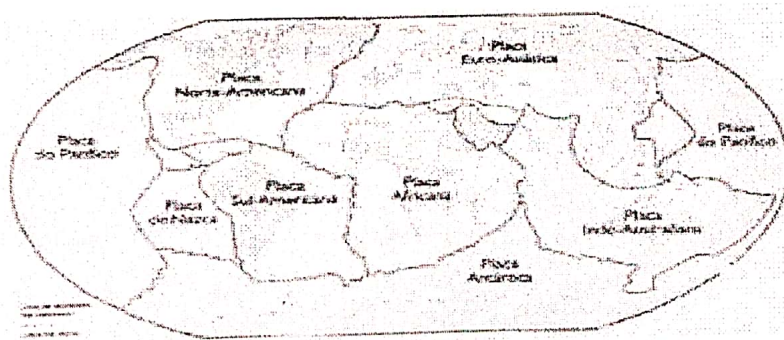 Placa
Norte-Americana
Placa
Euro-Asiática
Placa
do Pacífico
Placa
do Pacífico
Placa
de Nazca
Placa
Sul-Americana
Placa
Africana
Placa
Indo-Australiana
Placa
Antártica